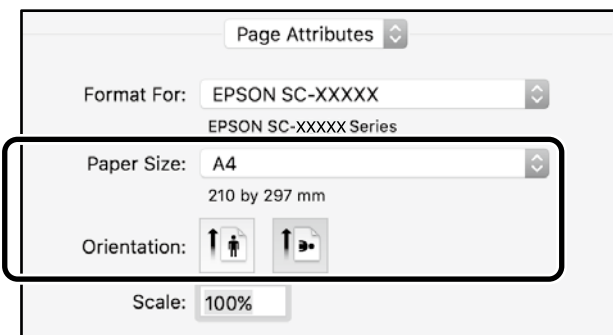 Page Attributes
Format For: EPSON SC-XXXXX
EPSON SC-XXXXX Series
Paper Size: A4
210 by 297 mm
Orientation:
Scale: 100%